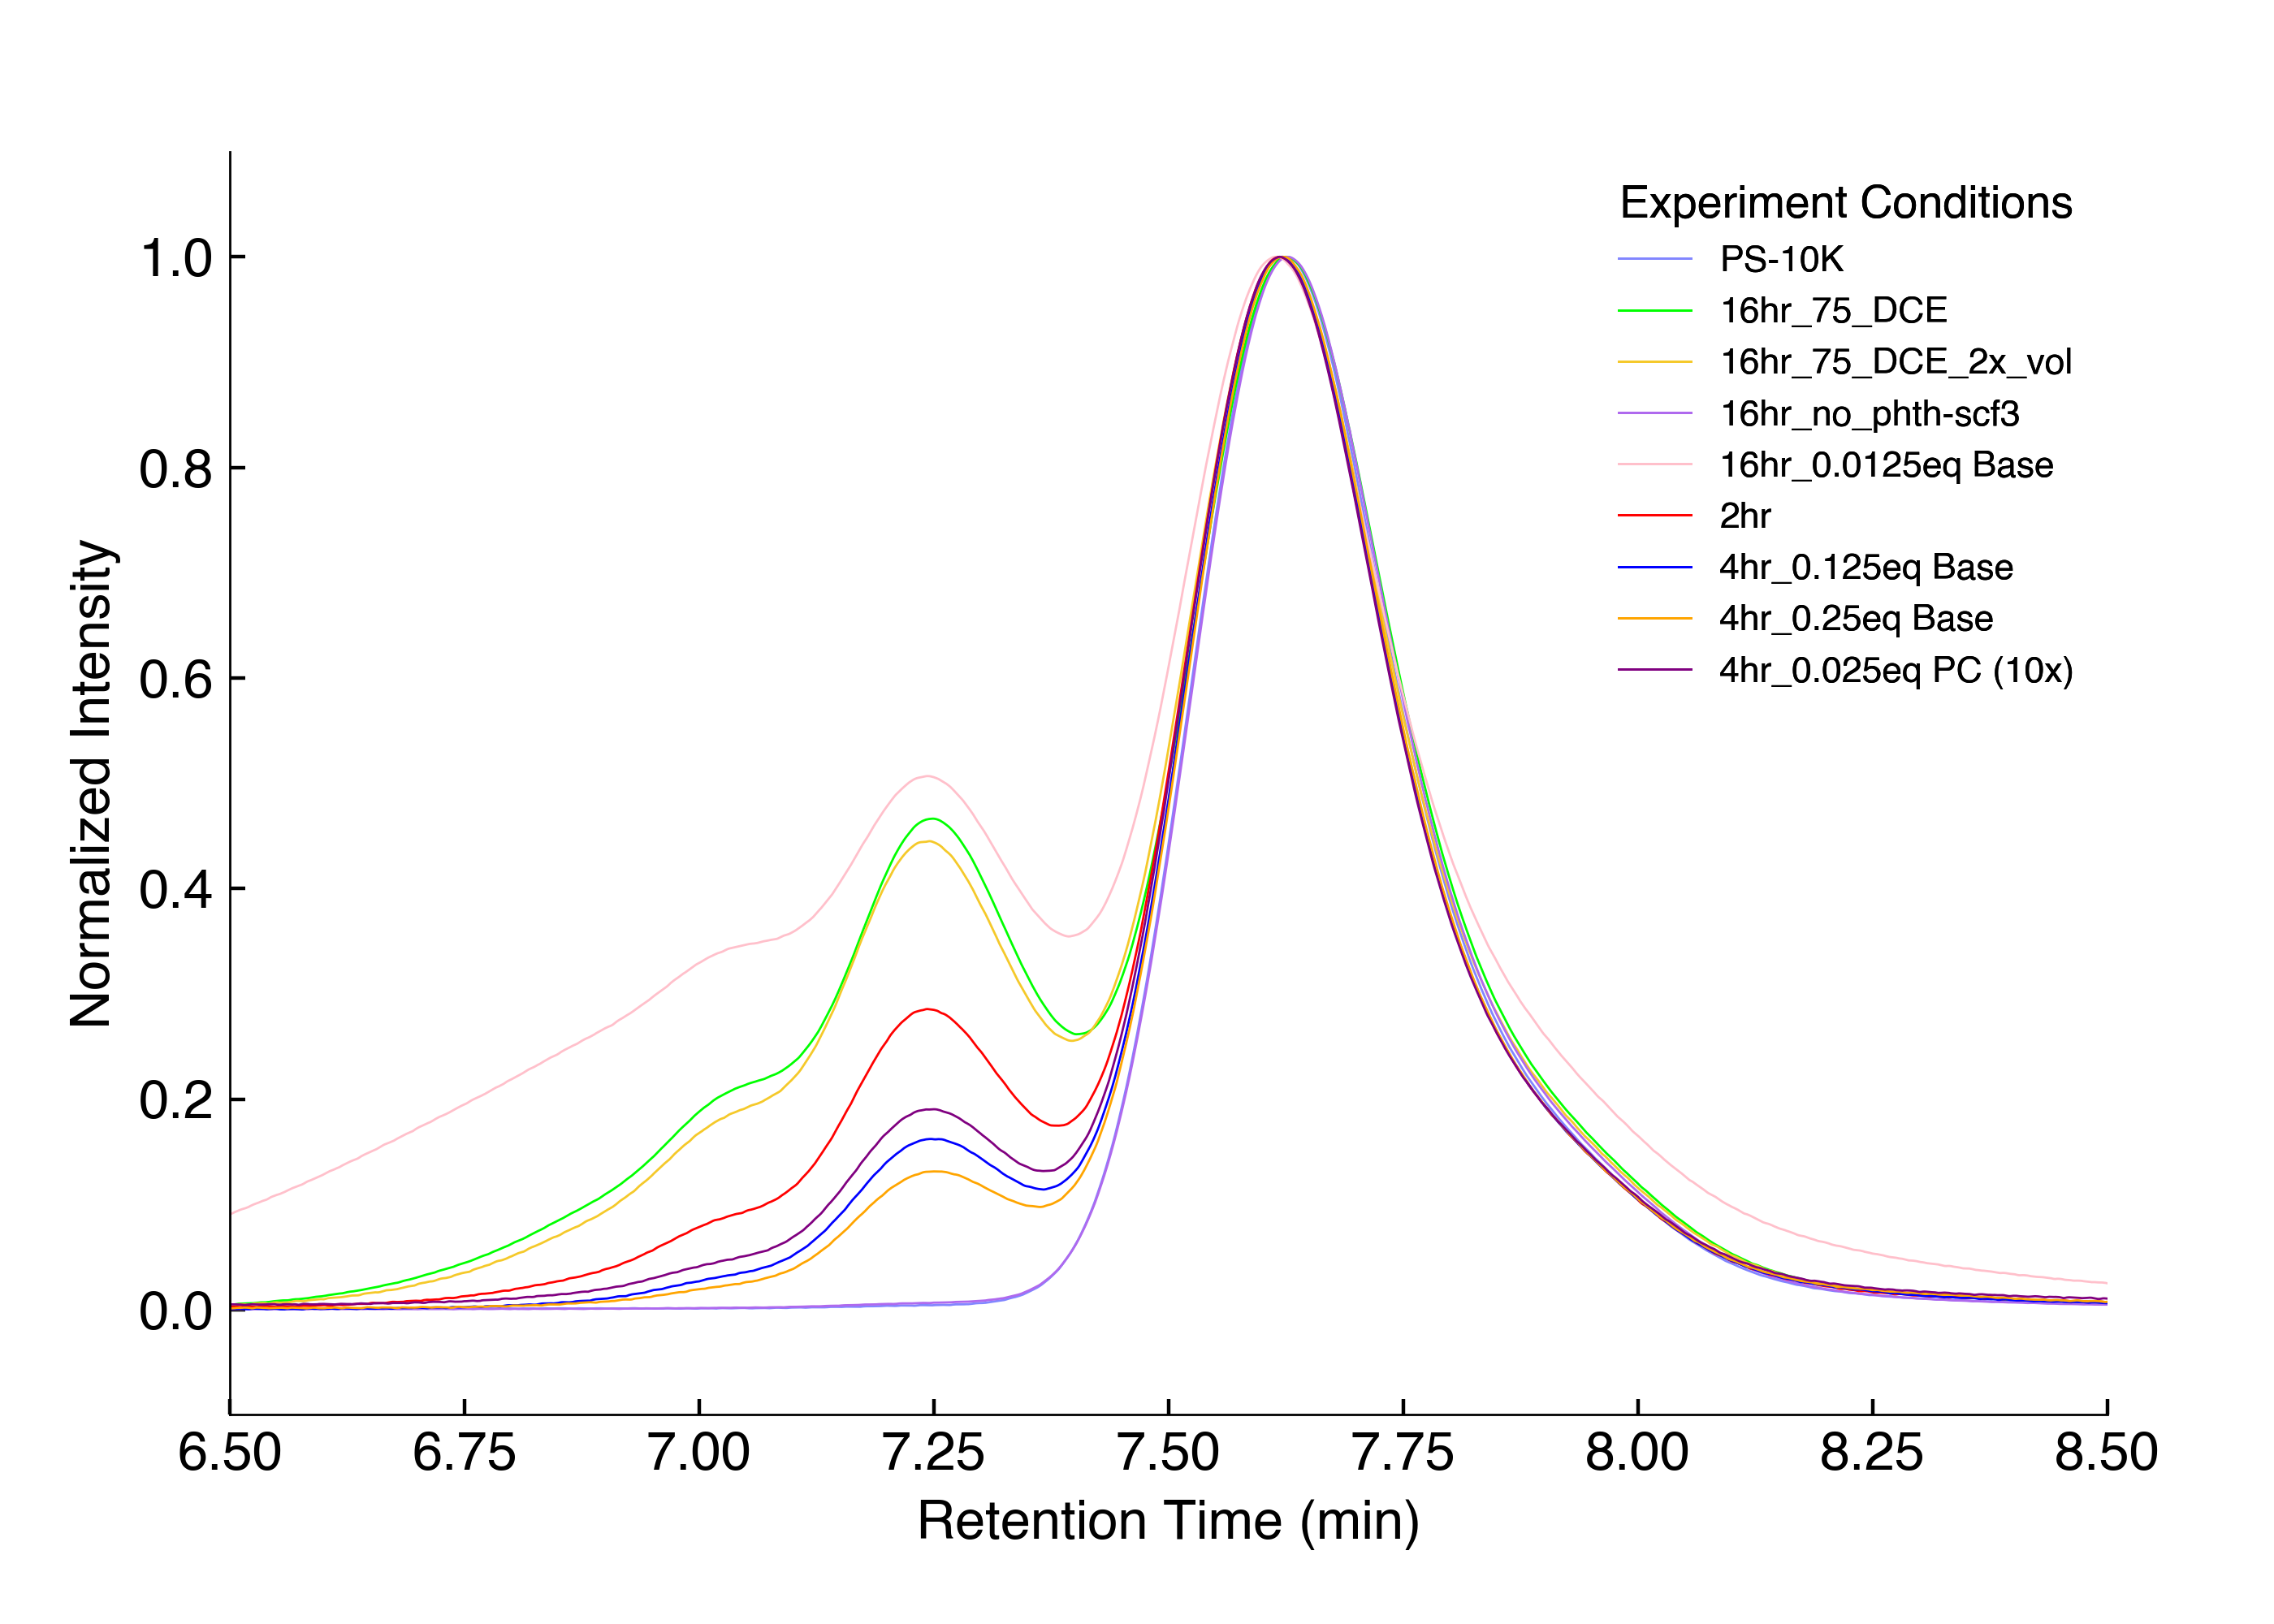 Experiment Conditions
PS-10K
16hr_75_DCE
16hr_75_DCE_2x_vol
16hr_no_phth-scf3
16hr_0.0125eq Base
2hr
4hr_0.125eq Base
4hr_0.25eq Base
4hr_0.025eq PC (10x)
Normalized Intensity
1.0
0.8
0.6
0.4
0.2
0.0
6.50 6.75 7.00 7.25 7.50 7.75 8.00 8.25 8.50
Retention Time (min)